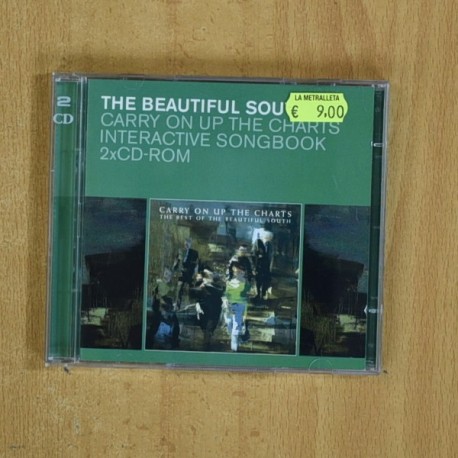 2
CD
THE BEAUTIFUL SOU
LA METRALLETA
€ 9,00
CARRY ON UP THE CHARTS
INTERACTIVE SONGBOOK
2xCD-ROM
CARRY ON UP THE CHARTS
THE BEST OF THE BEAUTIFUL SOUTH